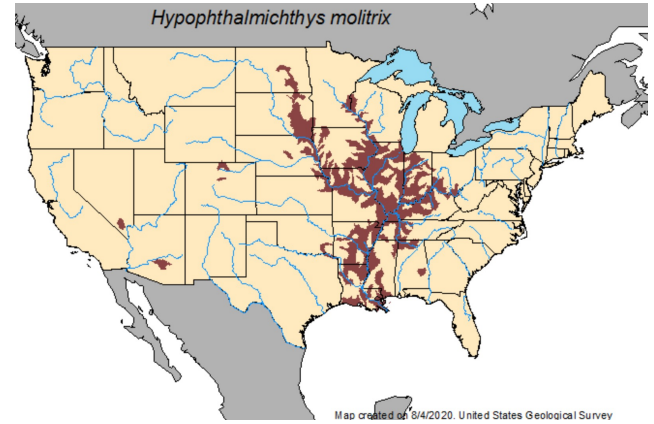 Hypophthalmichthys molitrix
Map created on 8/4/2020. United States Geological Survey